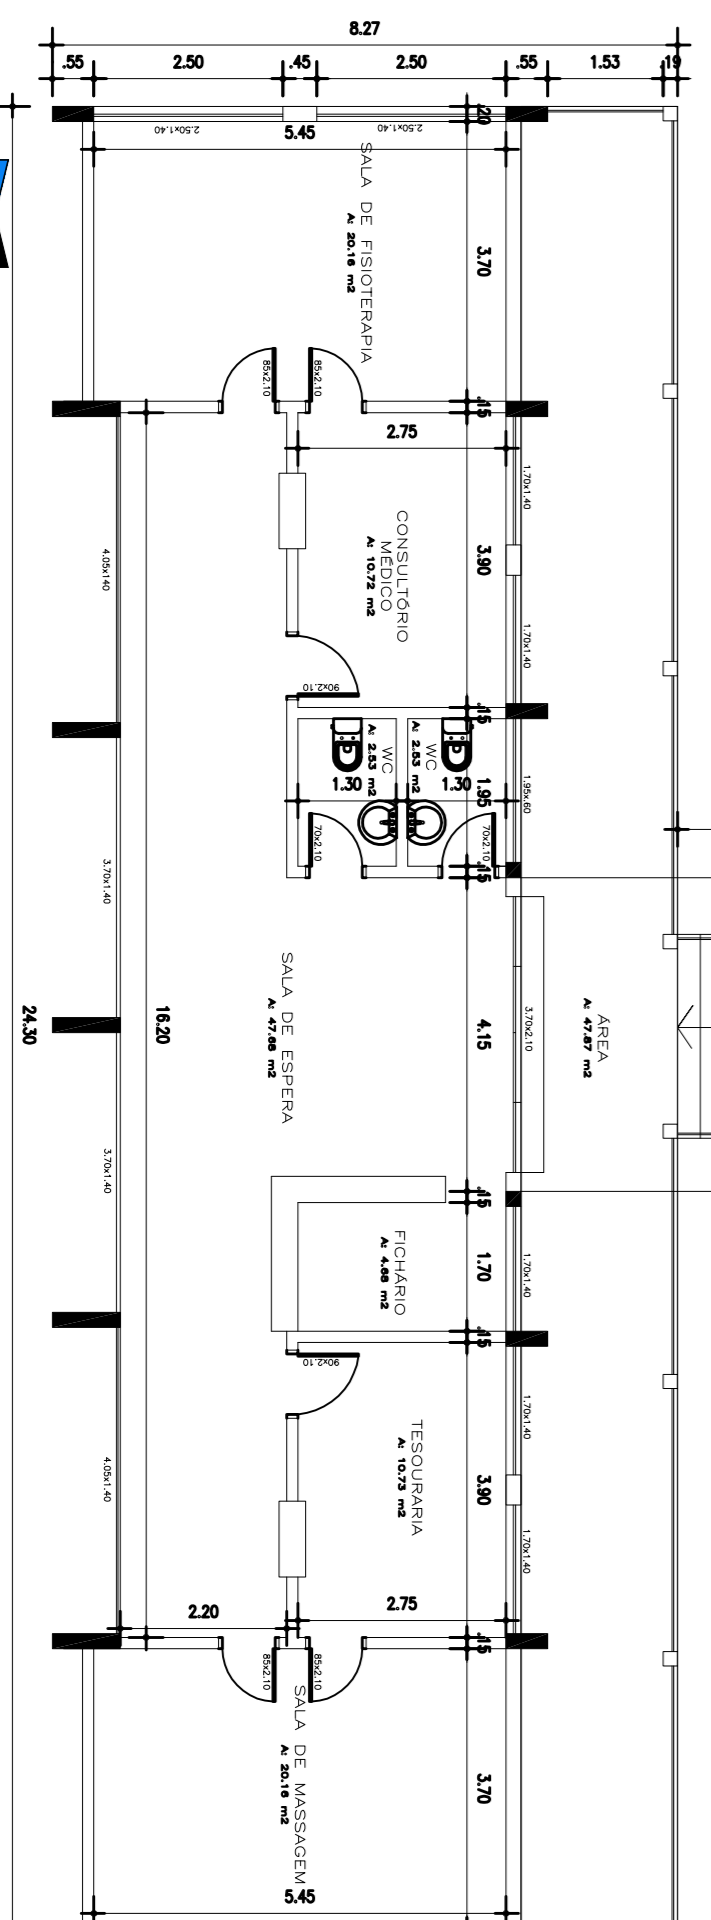 8.27
.55 2.50 .45 2.50 .55 1.53 .19
.20
2.50x1.40 2.50x1.40
5.45
SALA DE FISIOTERAPIA
A: 20.16 m2
3.70
85x2.10 85x2.10
.15
2.75
1.70x1.40
CONSULTÓRIO
MÉDICO
A: 10.72 m2
3.90
4.05x140
1.70x1.40
90x2.10
.15
WC
A: 2.53 m2
WC
A: 2.53 m2
1.30 1.30
1.95
1.95x.60
70x2.10 70x2.10
.15
3.70x1.40
SALA DE ESPERA
A: 47.68 m2
24.30
16.20
4.15
3.70x2.10
ÁREA
A: 47.87 m2
3.70x1.40
.15
FICHÁRIO
A: 4.68 m2
1.70
1.70x1.40
.15
90x2.10
1.70x1.40
TESOURARIA
A: 10.73 m2
4.05x1.40
3.90
1.70x1.40
2.20 2.75
.15
85x2.10 85x2.10
SALA DE MASSAGEM
A: 20.16 m2
3.70
5.45